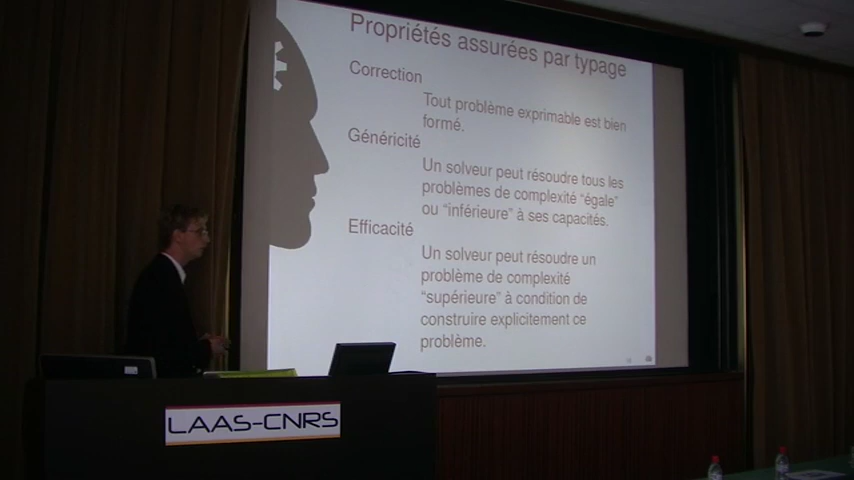 Propriétés assurées par typage
Correction
Tout problème exprimable est bien
formé.
Généricité
Un solveur peut résoudre tous les
problèmes de complexité “égale”
ou “inférieure” à ses capacités.
Efficacité
Un solveur peut résoudre un
problème de complexité
“supérieure” à condition de
construire explicitement ce
problème.
LAAS-CNRS